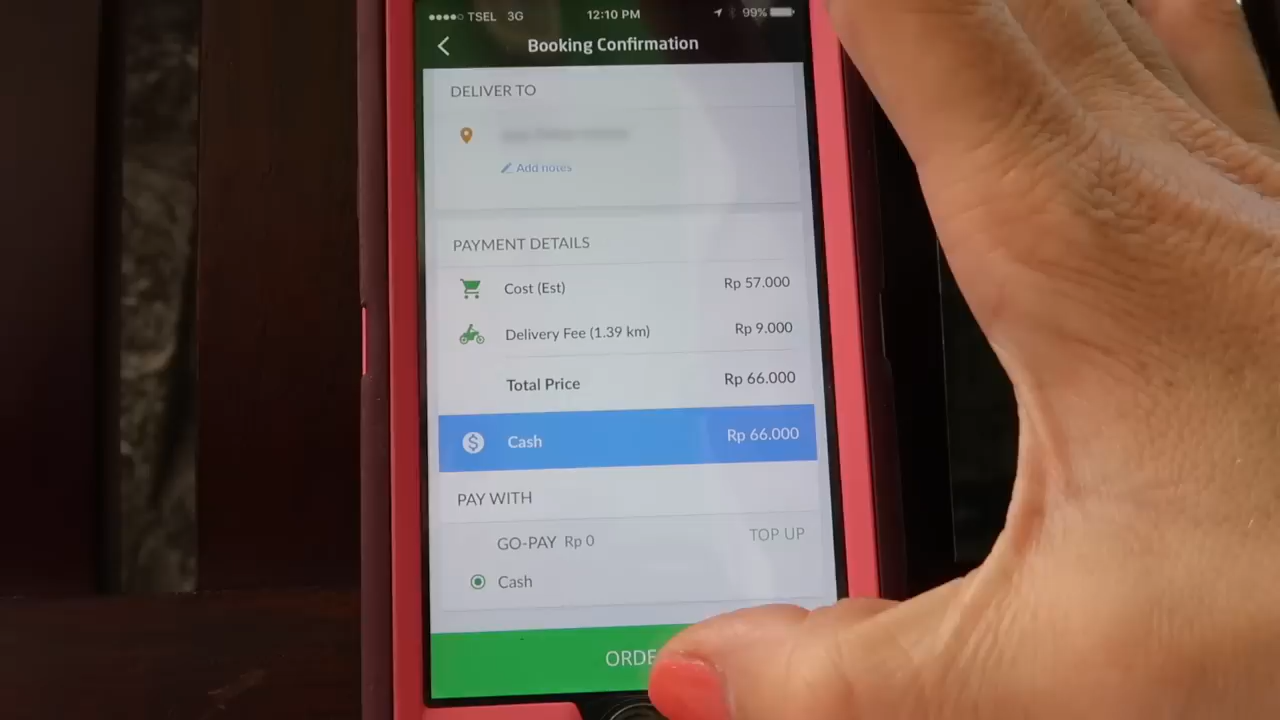 TSEL 3G 12:10 PM 99%
Booking Confirmation
DELIVER TO
Add notes
PAYMENT DETAILS
Cost (Est) Rp 57.000
Delivery Fee (1.39 km) Rp 9.000
Total Price Rp 66.000
Cash Rp 66.000
PAY WITH
GO-PAY Rp 0 TOP UP
Cash
ORDE